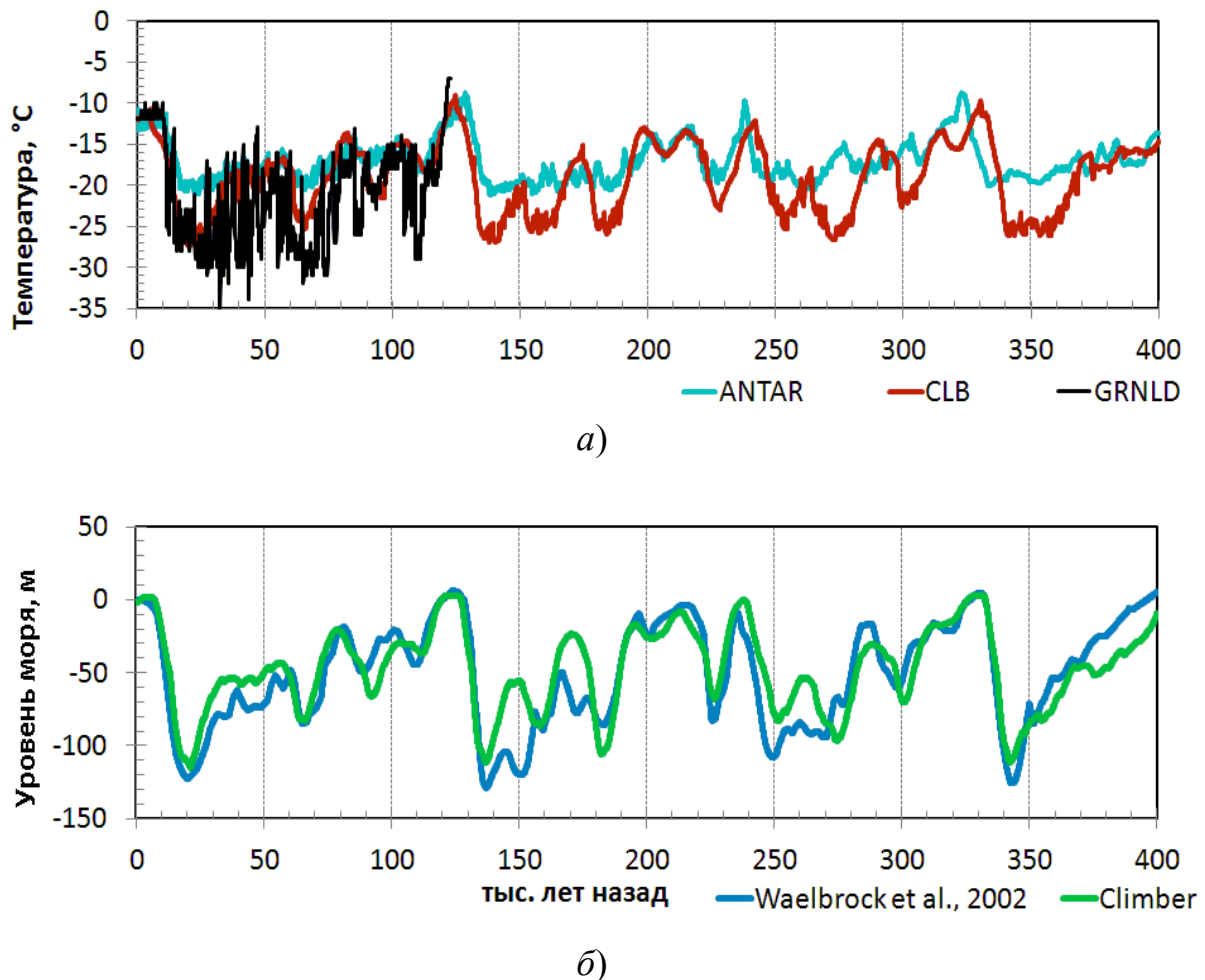 0
-5
-10
-15
-20
-25
-30
-35
Температура, °C
0 50 100 150 200 250 300 350 400
ANTAR CLB GRNLD
а)
50
0
-50
-100
-150
Уровень моря, м
0 50 100 150 200 250 300 350 400
тыс. лет назад Waelbrock et al., 2002 Climber
б)